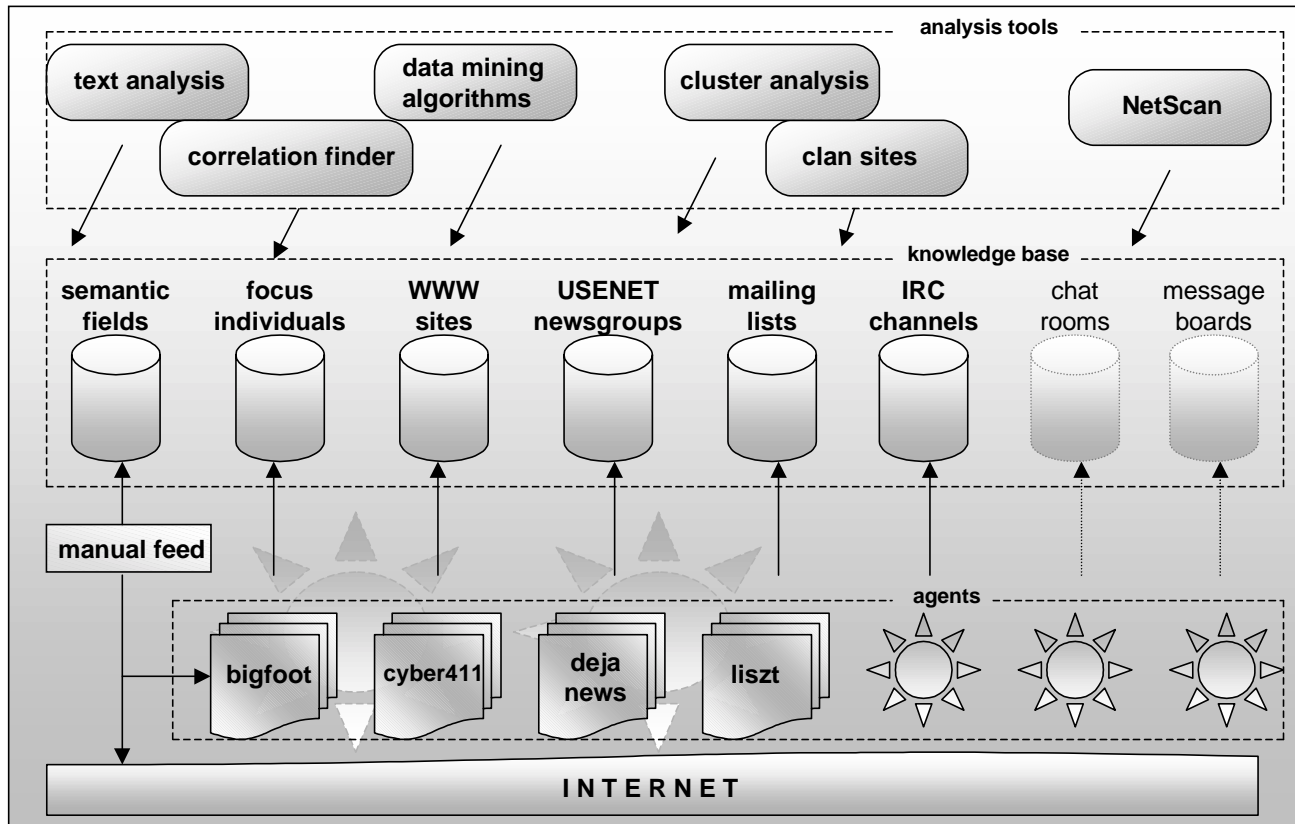 analysis tools
text analysis
data mining
algorithms
cluster analysis
NetScan
correlation finder
clan sites
knowledge base
semantic
fields
focus
individuals
WWW
sites
USENET
newsgroups
mailing
lists
IRC
channels
chat
rooms
message
boards
manual feed
agents
bigfoot
cyber411
deja
news
liszt
INTERNET